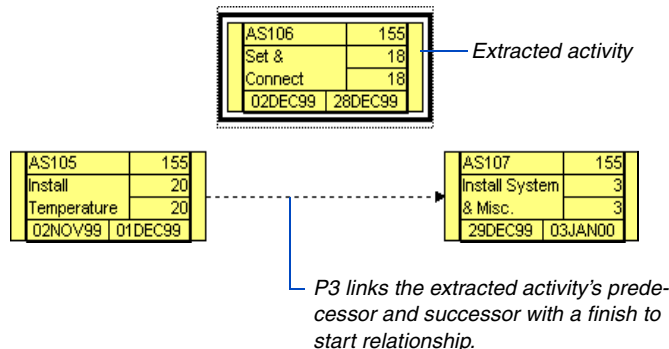 AS106 155
Set & 18
Connect 18
02DEC99 28DEC99
Extracted activity
AS105 155
Install 20
Temperature 20
02NOV99 01DEC99
AS107 155
Install System 3
& Misc. 3
29DEC99 03JAN00
P3 links the extracted activity's prede-
cessor and successor with a finish to
start relationship.